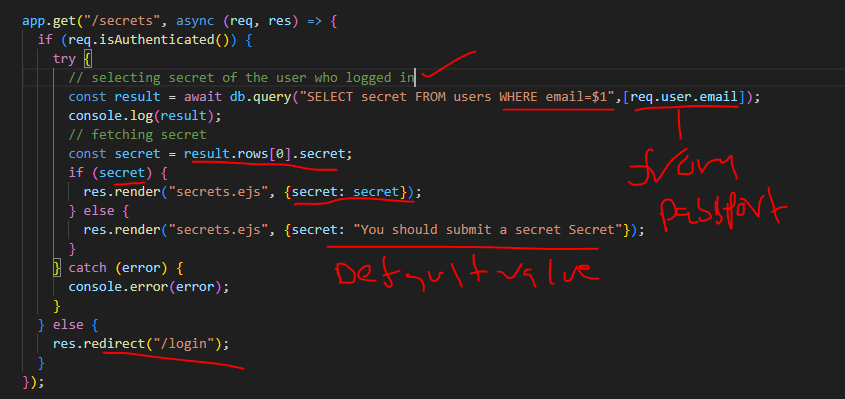 app.get("/secrets", async (req, res) => {
if (req.isAuthenticated()) {
try {
// selecting secret of the user who logged in
const result = await db.query("SELECT secret FROM users WHERE email=$1",[req.user.email]);
console.log(result);
// fetching secret
const secret = result.rows[0].secret;
if (secret) {
from
res.render("secrets.ejs", {secret: secret});
passport
} else {
res.render("secrets.ejs", {secret: "You should submit a secret Secret"});
}
} catch (error) {
Default value
console.error(error);
}
} else {
res.redirect("/login");
}
});